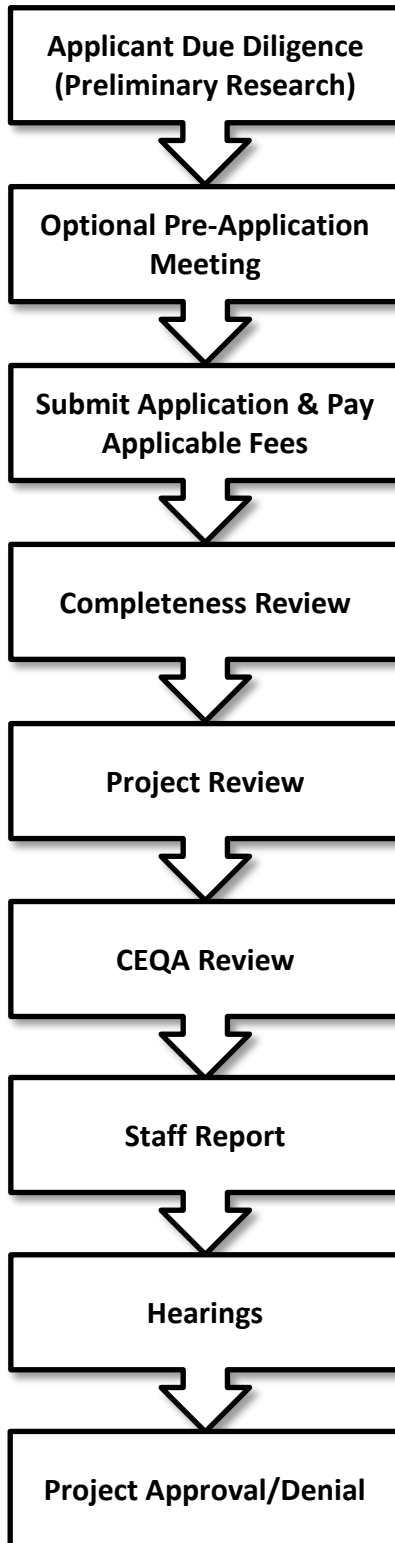 Applicant Due Diligence
(Preliminary Research)
Optional Pre-Application
Meeting
Submit Application & Pay
Applicable Fees
Completeness Review
Project Review
CEQA Review
Staff Report
Hearings
Project Approval/Denial